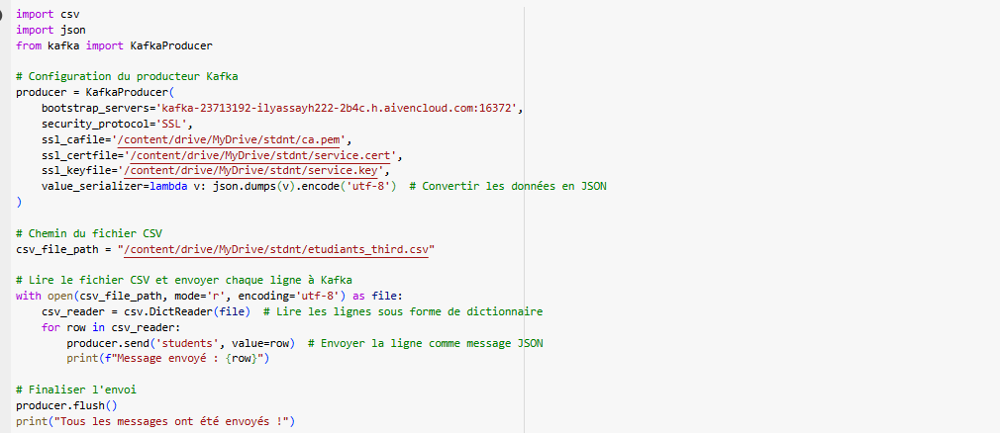 import csv
import json
from kafka import KafkaProducer
# Configuration du producteur Kafka
producer = KafkaProducer(
    bootstrap_servers='kafka-23713192-ilyassayh222-2b4c.h.aivencloud.com:16372',
    security_protocol='SSL',
    ssl_cafile='/content/drive/MyDrive/stdnt/ca.pem',
    ssl_certfile='/content/drive/MyDrive/stdnt/service.cert',
    ssl_keyfile='/content/drive/MyDrive/stdnt/service.key',
    value_serializer=lambda v: json.dumps(v).encode('utf-8')  # Convertir les données en JSON
)
# Chemin du fichier CSV
csv_file_path = "/content/drive/MyDrive/stdnt/etudiants_third.csv"
# Lire le fichier CSV et envoyer chaque ligne à Kafka
with open(csv_file_path, mode='r', encoding='utf-8') as file:
    csv_reader = csv.DictReader(file)  # Lire les lignes sous forme de dictionnaire
    for row in csv_reader:
        producer.send('students', value=row)  # Envoyer la ligne comme message JSON
        print(f"Message envoyé : {row}")
# Finaliser l'envoi
producer.flush()
print("Tous les messages ont été envoyés !")